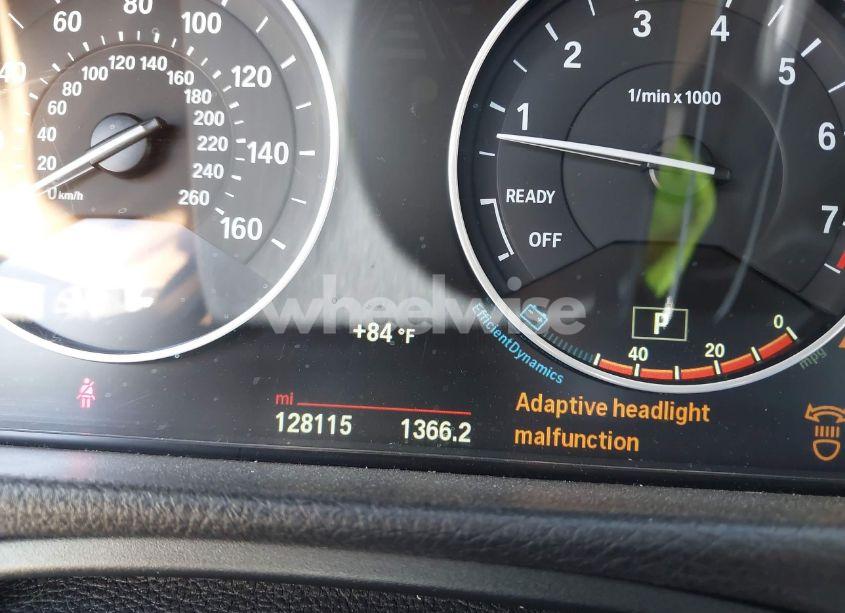 60
80
100
120
140
160
20
40
60
80
100
120
140
160
180
200
220
240
260
0 km/h
1
2
3
4
5
6
7
1/min x 1000
READY
OFF
wheelwise
+84 °F
EfficientDynamics
P
40
20
0
mpg
mi
128115
1366.2
Adaptive headlight
malfunction